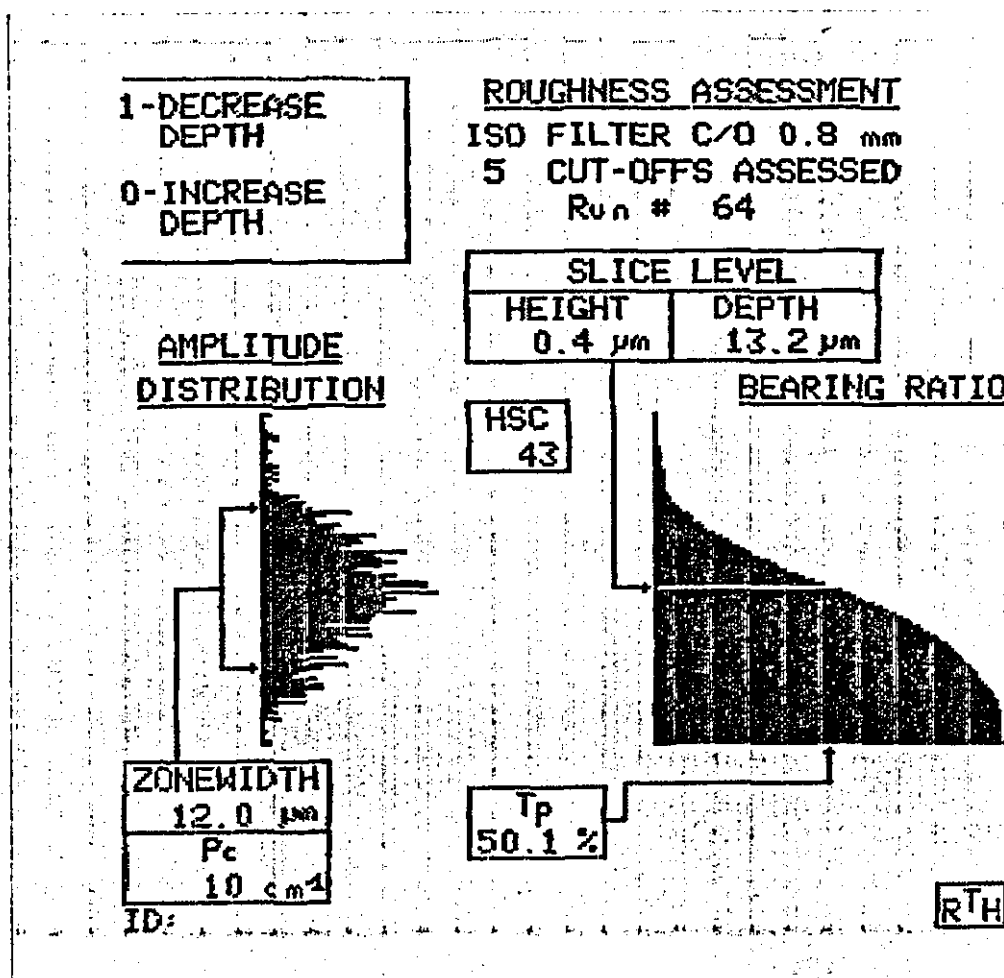 1-DECREASE
DEPTH
0-INCREASE
DEPTH
ROUGHNESS ASSESSMENT
ISO FILTER C/O 0.8 mm
5 CUT-OFFS ASSESSED
Run # 64
SLICE LEVEL
HEIGHT DEPTH
0.4 µm 13.2 µm
AMPLITUDE
DISTRIBUTION
BEARING RATIO
HSC
43
ZONEWIDTH
12.0 µm
Pc
10 cm-1
Tp
50.1 %
ID:
RTH